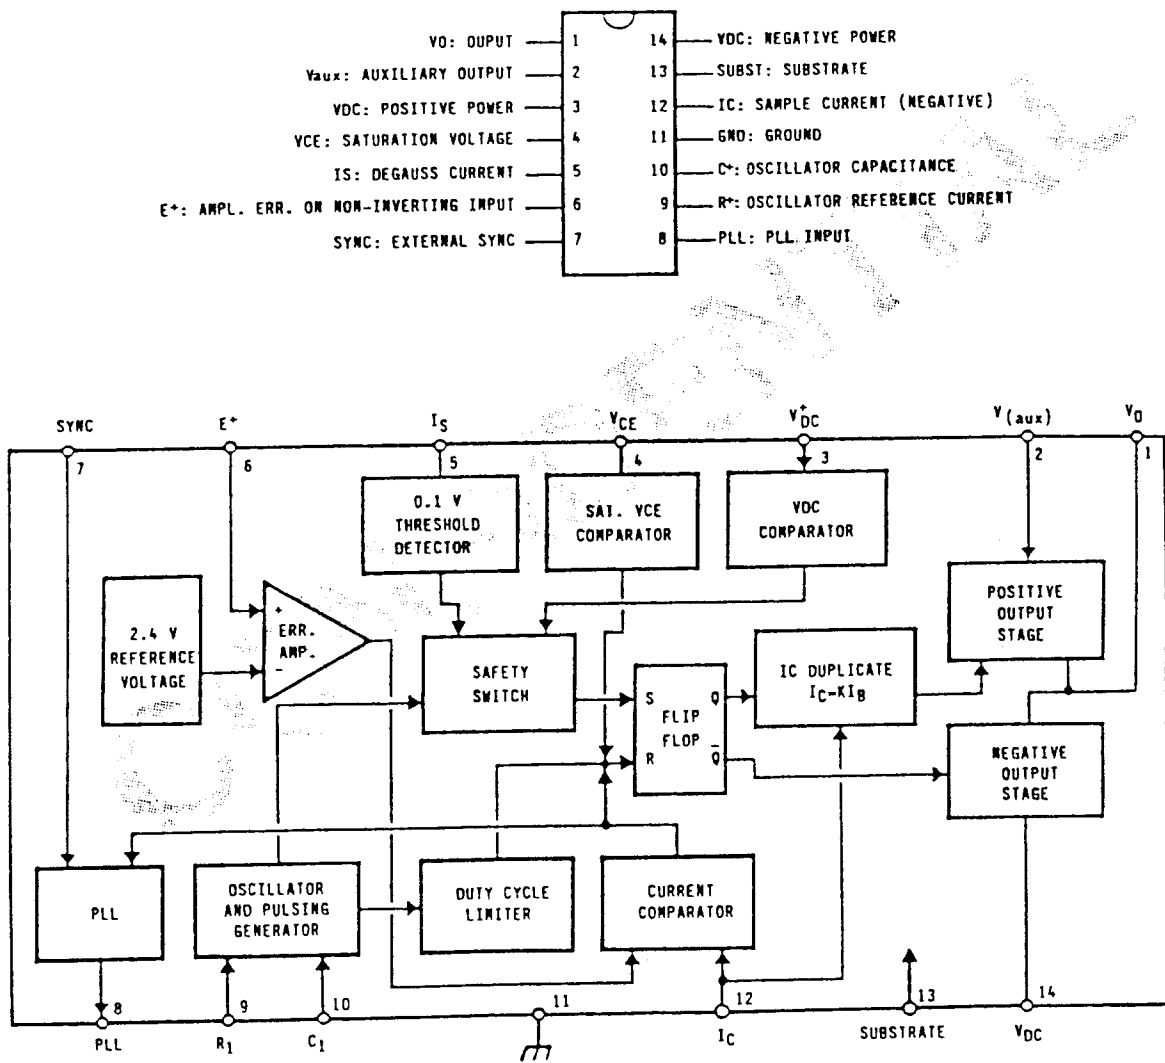 VO: OUPUT 1 14 VDC: NEGATIVE POWER
Vaux: AUXILIARY OUTPUT 2 13 SUBST: SUBSTRATE
VDC: POSITIVE POWER 3 12 IC: SAMPLE CURRENT (NEGATIVE)
VCE: SATURATION VOLTAGE 4 11 GND: GROUND
IS: DEGAUSS CURRENT 5 10 C+: OSCILLATOR CAPACITANCE
E+: AMPL. ERR. ON NON-INVERTING INPUT 6 9 R+: OSCILLATOR REFERENCE CURRENT
SYNC: EXTERNAL SYNC 7 8 PLL: PLL INPUT
SYNC E+ IS VCE V+DC V(aux) VO
7 6 5 4 3 2 1
0.1 V
THRESHOLD
DETECTOR
SAT. VCE
COMPARATOR
VDC
COMPARATOR
2.4 V
REFERENCE
VOLTAGE
+
ERR.
AMP.
-
SAFETY
SWITCH
S Q
FLIP
FLOP
R Q̅
IC DUPLICATE
IC-KIB
POSITIVE
OUTPUT
STAGE
NEGATIVE
OUTPUT
STAGE
PLL
OSCILLATOR
AND PULSING
GENERATOR
DUTY CYCLE
LIMITER
CURRENT
COMPARATOR
8 9 10 11 12 13 14
PLL R1 C1 IC SUBSTRATE VDC